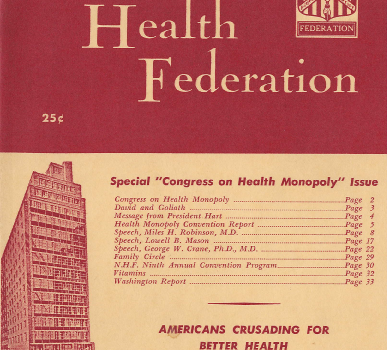 FEDERATION
Health
Federation
25¢
Special "Congress on Health Monopoly" Issue
Congress on Health Monopoly Page 2
David and Goliath Page 3
Message from President Hart Page 4
Health Monopoly Convention Report Page 5
Speech, Miles H. Robinson, M.D. Page 8
Speech, Lowell B. Mason Page 17
Speech, George W. Crane, Ph.D., M.D. Page 22
Family Circle Page 29
N.H.F. Ninth Annual Convention Program Page 30
Vitamins Page 32
Washington Report Page 33
AMERICANS CRUSADING FOR
BETTER HEALTH